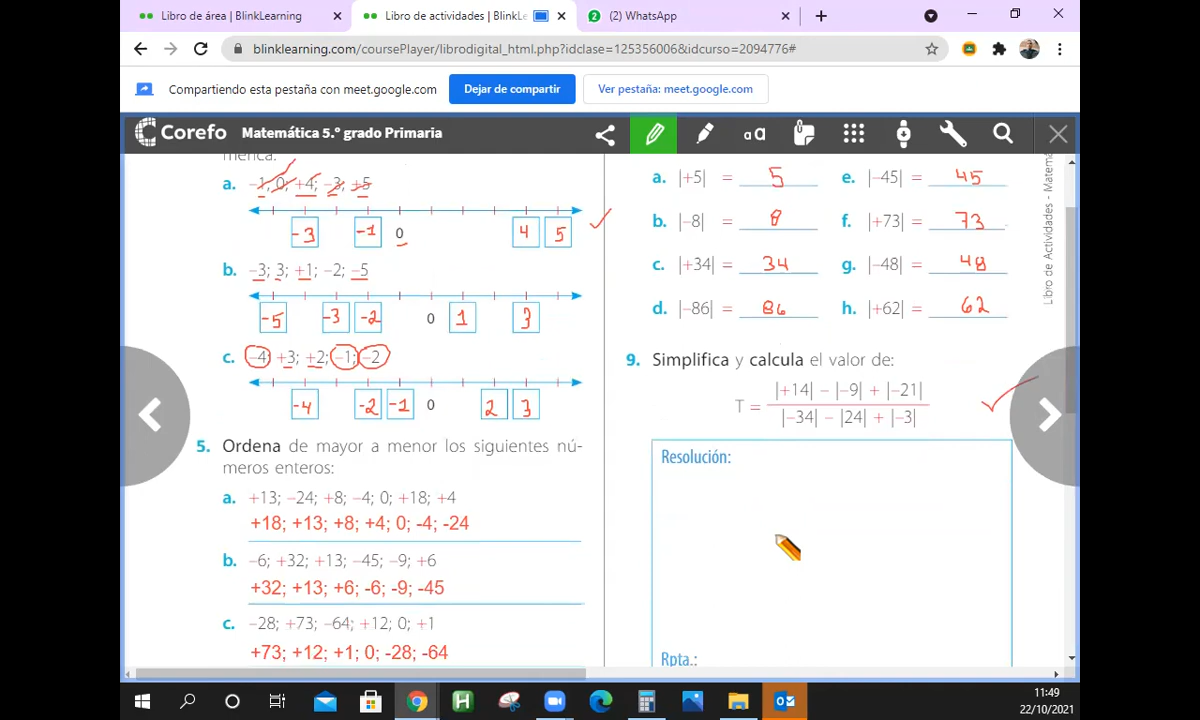 Libro de área | BlinkLearning
Libro de actividades | BlinkLe
(2) WhatsApp
blinklearning.com/coursePlayer/librodigital_html.php?idclase=125356006&idcurso=2094776#
Compartiendo esta pestaña con meet.google.com
Dejar de compartir
Ver pestaña: meet.google.com
Corefo
Matemática 5.º grado Primaria
aA
mérica.
a. -1; 0; +4; -3; +5
-3 -1 0 4 5
b. -3; 3; +1; -2; -5
-5 -3 -2 0 1 3
c. -4; +3; +2; -1; -2
-4 -2 -1 0 2 3
5. Ordena de mayor a menor los siguientes nú-
meros enteros:
a. +13; -24; +8; -4; 0; +18; +4
+18; +13; +8; +4; 0; -4; -24
b. -6; +32; +13; -45; -9; +6
+32; +13; +6; -6; -9; -45
c. -28; +73; -64; +12; 0; +1
+73; +12; +1; 0; -28; -64
a. |+5| = 5 e. |-45| = 45
b. |-8| = 8 f. |+73| = 73
c. |+34| = 34 g. |-48| = 48
d. |-86| = 86 h. |+62| = 62
9. Simplifica y calcula el valor de:
|+14| - |-9| + |-21|
T =
|-34| - |24| + |-3|
Resolución:
Rpta.:
Libro de Actividades - Matemá
11:49
22/10/2021